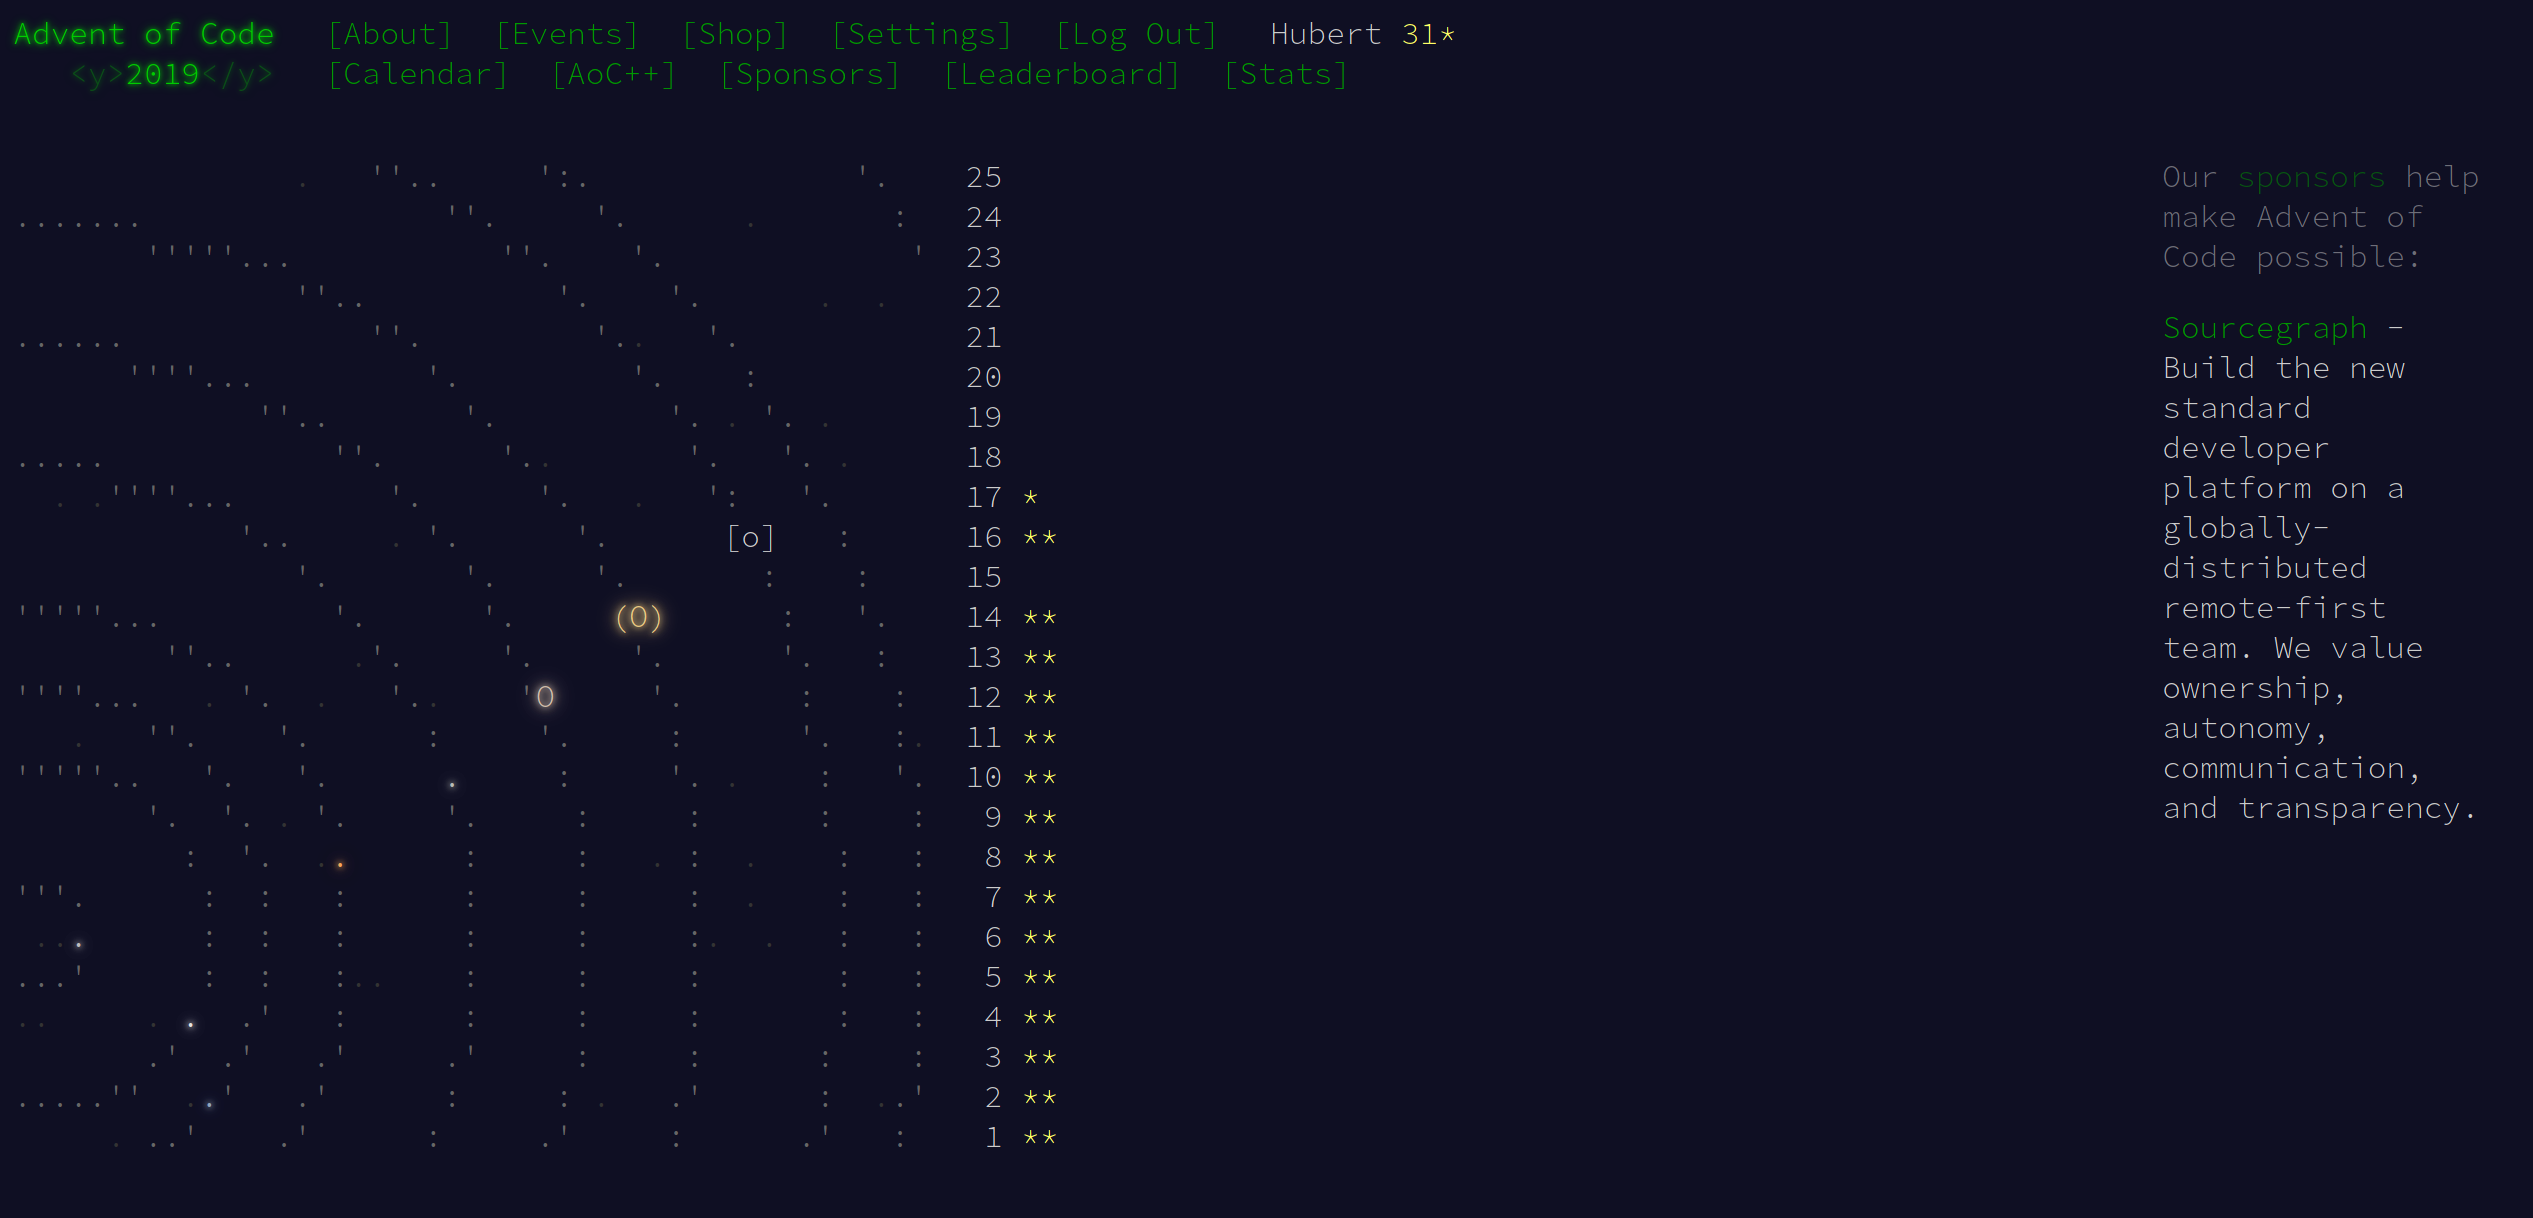 Advent of Code [About] [Events] [Shop] [Settings] [Log Out] Hubert 31*
<y>2019</y> [Calendar] [AoC++] [Sponsors] [Leaderboard] [Stats]
25
24
23
22
21
20
19
18
17 *
[o] 16 **
15
(O) 14 **
13 **
O 12 **
11 **
10 **
9 **
8 **
7 **
6 **
5 **
4 **
3 **
2 **
1 **
Our sponsors help
make Advent of
Code possible:
Sourcegraph -
Build the new
standard
developer
platform on a
globally-
distributed
remote-first
team. We value
ownership,
autonomy,
communication,
and transparency.